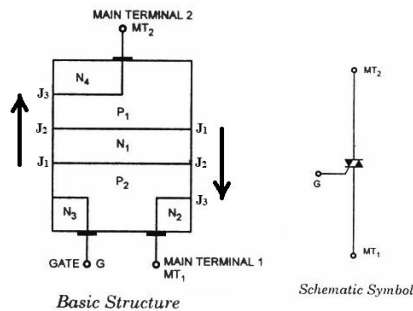 MAIN TERMINAL 2
MT2
N4
J3
P1
J2 J1
N1
J1 J2
P2
J3
N3 N2
GATE G
MAIN TERMINAL 1
MT1
Basic Structure
MT2
G
MT1
Schematic Symbol